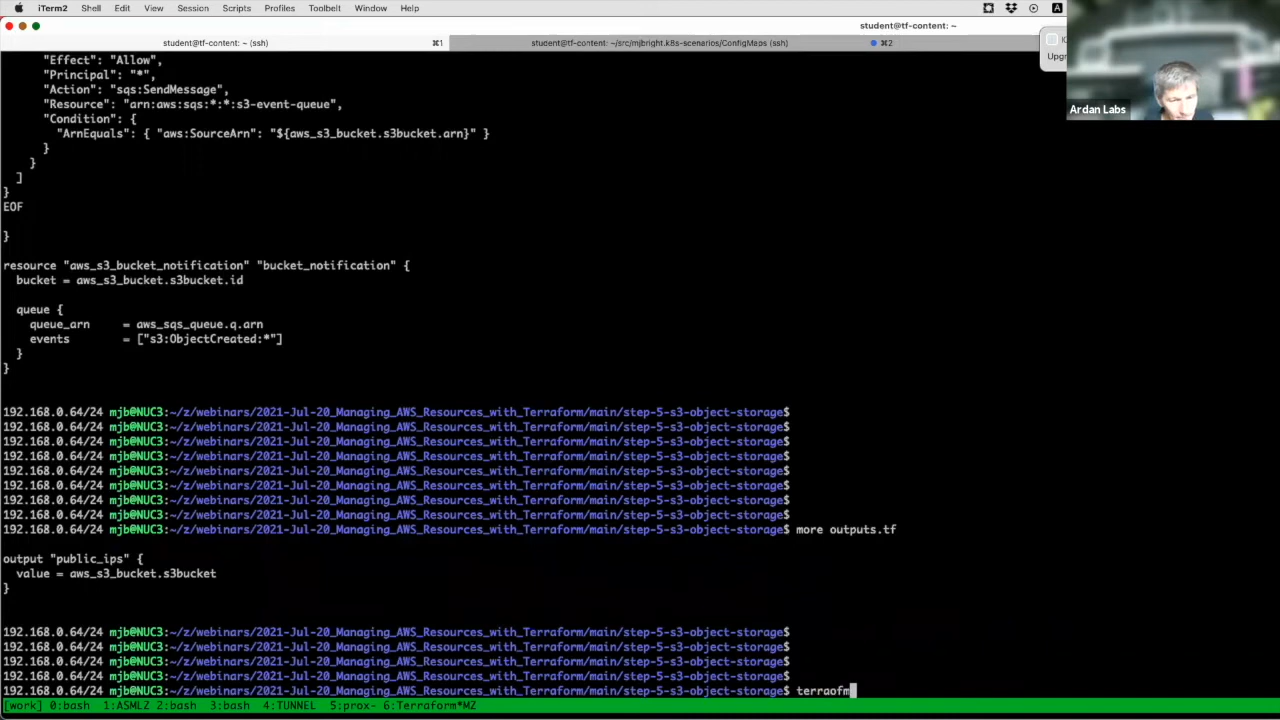 iTerm2 Shell Edit View Session Scripts Profiles Toolbelt Window Help
student@tf-content: ~
student@tf-content: ~ (ssh) ⌘1 student@tf-content: ~/src/mjbright.k8s-scenarios/ConfigMaps (ssh) ⌘2
Upgr
Ardan Labs
"Effect": "Allow",
"Principal": "*",
"Action": "sqs:SendMessage",
"Resource": "arn:aws:sqs:*:*:s3-event-queue",
"Condition": {
"ArnEquals": { "aws:SourceArn": "${aws_s3_bucket.s3bucket.arn}" }
}
}
]
}
EOF
}
resource "aws_s3_bucket_notification" "bucket_notification" {
bucket = aws_s3_bucket.s3bucket.id
queue {
queue_arn     = aws_sqs_queue.q.arn
events        = ["s3:ObjectCreated:*"]
}
}
192.168.0.64/24 mjb@NUC3:~/z/webinars/2021-Jul-20_Managing_AWS_Resources_with_Terraform/main/step-5-s3-object-storage$
192.168.0.64/24 mjb@NUC3:~/z/webinars/2021-Jul-20_Managing_AWS_Resources_with_Terraform/main/step-5-s3-object-storage$
192.168.0.64/24 mjb@NUC3:~/z/webinars/2021-Jul-20_Managing_AWS_Resources_with_Terraform/main/step-5-s3-object-storage$
192.168.0.64/24 mjb@NUC3:~/z/webinars/2021-Jul-20_Managing_AWS_Resources_with_Terraform/main/step-5-s3-object-storage$
192.168.0.64/24 mjb@NUC3:~/z/webinars/2021-Jul-20_Managing_AWS_Resources_with_Terraform/main/step-5-s3-object-storage$
192.168.0.64/24 mjb@NUC3:~/z/webinars/2021-Jul-20_Managing_AWS_Resources_with_Terraform/main/step-5-s3-object-storage$
192.168.0.64/24 mjb@NUC3:~/z/webinars/2021-Jul-20_Managing_AWS_Resources_with_Terraform/main/step-5-s3-object-storage$
192.168.0.64/24 mjb@NUC3:~/z/webinars/2021-Jul-20_Managing_AWS_Resources_with_Terraform/main/step-5-s3-object-storage$
192.168.0.64/24 mjb@NUC3:~/z/webinars/2021-Jul-20_Managing_AWS_Resources_with_Terraform/main/step-5-s3-object-storage$ more outputs.tf
output "public_ips" {
value = aws_s3_bucket.s3bucket
}
192.168.0.64/24 mjb@NUC3:~/z/webinars/2021-Jul-20_Managing_AWS_Resources_with_Terraform/main/step-5-s3-object-storage$
192.168.0.64/24 mjb@NUC3:~/z/webinars/2021-Jul-20_Managing_AWS_Resources_with_Terraform/main/step-5-s3-object-storage$
192.168.0.64/24 mjb@NUC3:~/z/webinars/2021-Jul-20_Managing_AWS_Resources_with_Terraform/main/step-5-s3-object-storage$
192.168.0.64/24 mjb@NUC3:~/z/webinars/2021-Jul-20_Managing_AWS_Resources_with_Terraform/main/step-5-s3-object-storage$
192.168.0.64/24 mjb@NUC3:~/z/webinars/2021-Jul-20_Managing_AWS_Resources_with_Terraform/main/step-5-s3-object-storage$ terraofm
[work] 0:bash  1:ASMLZ 2:bash  3:bash  4:TUNNEL  5:prox- 6:Terraform*MZ